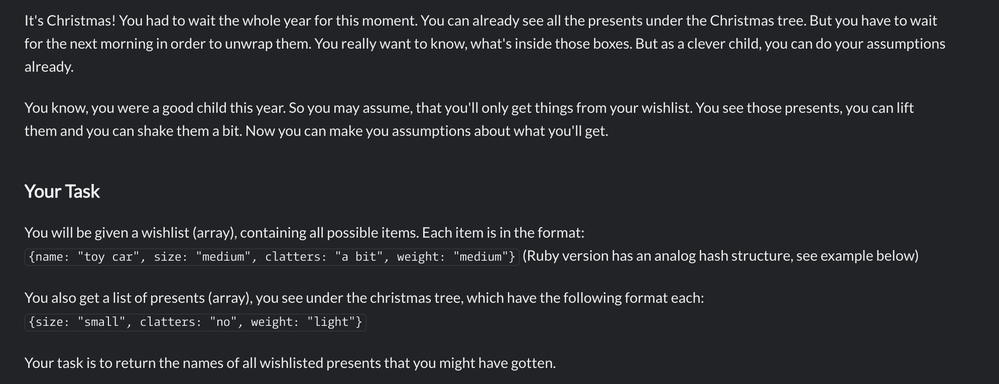 It's Christmas! You had to wait the whole year for this moment. You can already see all the presents under the Christmas tree. But you have to wait
for the next morning in order to unwrap them. You really want to know, what's inside those boxes. But as a clever child, you can do your assumptions
already.
You know, you were a good child this year. So you may assume, that you'll only get things from your wishlist. You see those presents, you can lift
them and you can shake them a bit. Now you can make you assumptions about what you'll get.
Your Task
You will be given a wishlist (array), containing all possible items. Each item is in the format:
{name: "toy car", size: "medium", clatters: "a bit", weight: "medium"} (Ruby version has an analog hash structure, see example below)
You also get a list of presents (array), you see under the christmas tree, which have the following format each:
{size: "small", clatters: "no", weight: "light"}
Your task is to return the names of all wishlisted presents that you might have gotten.